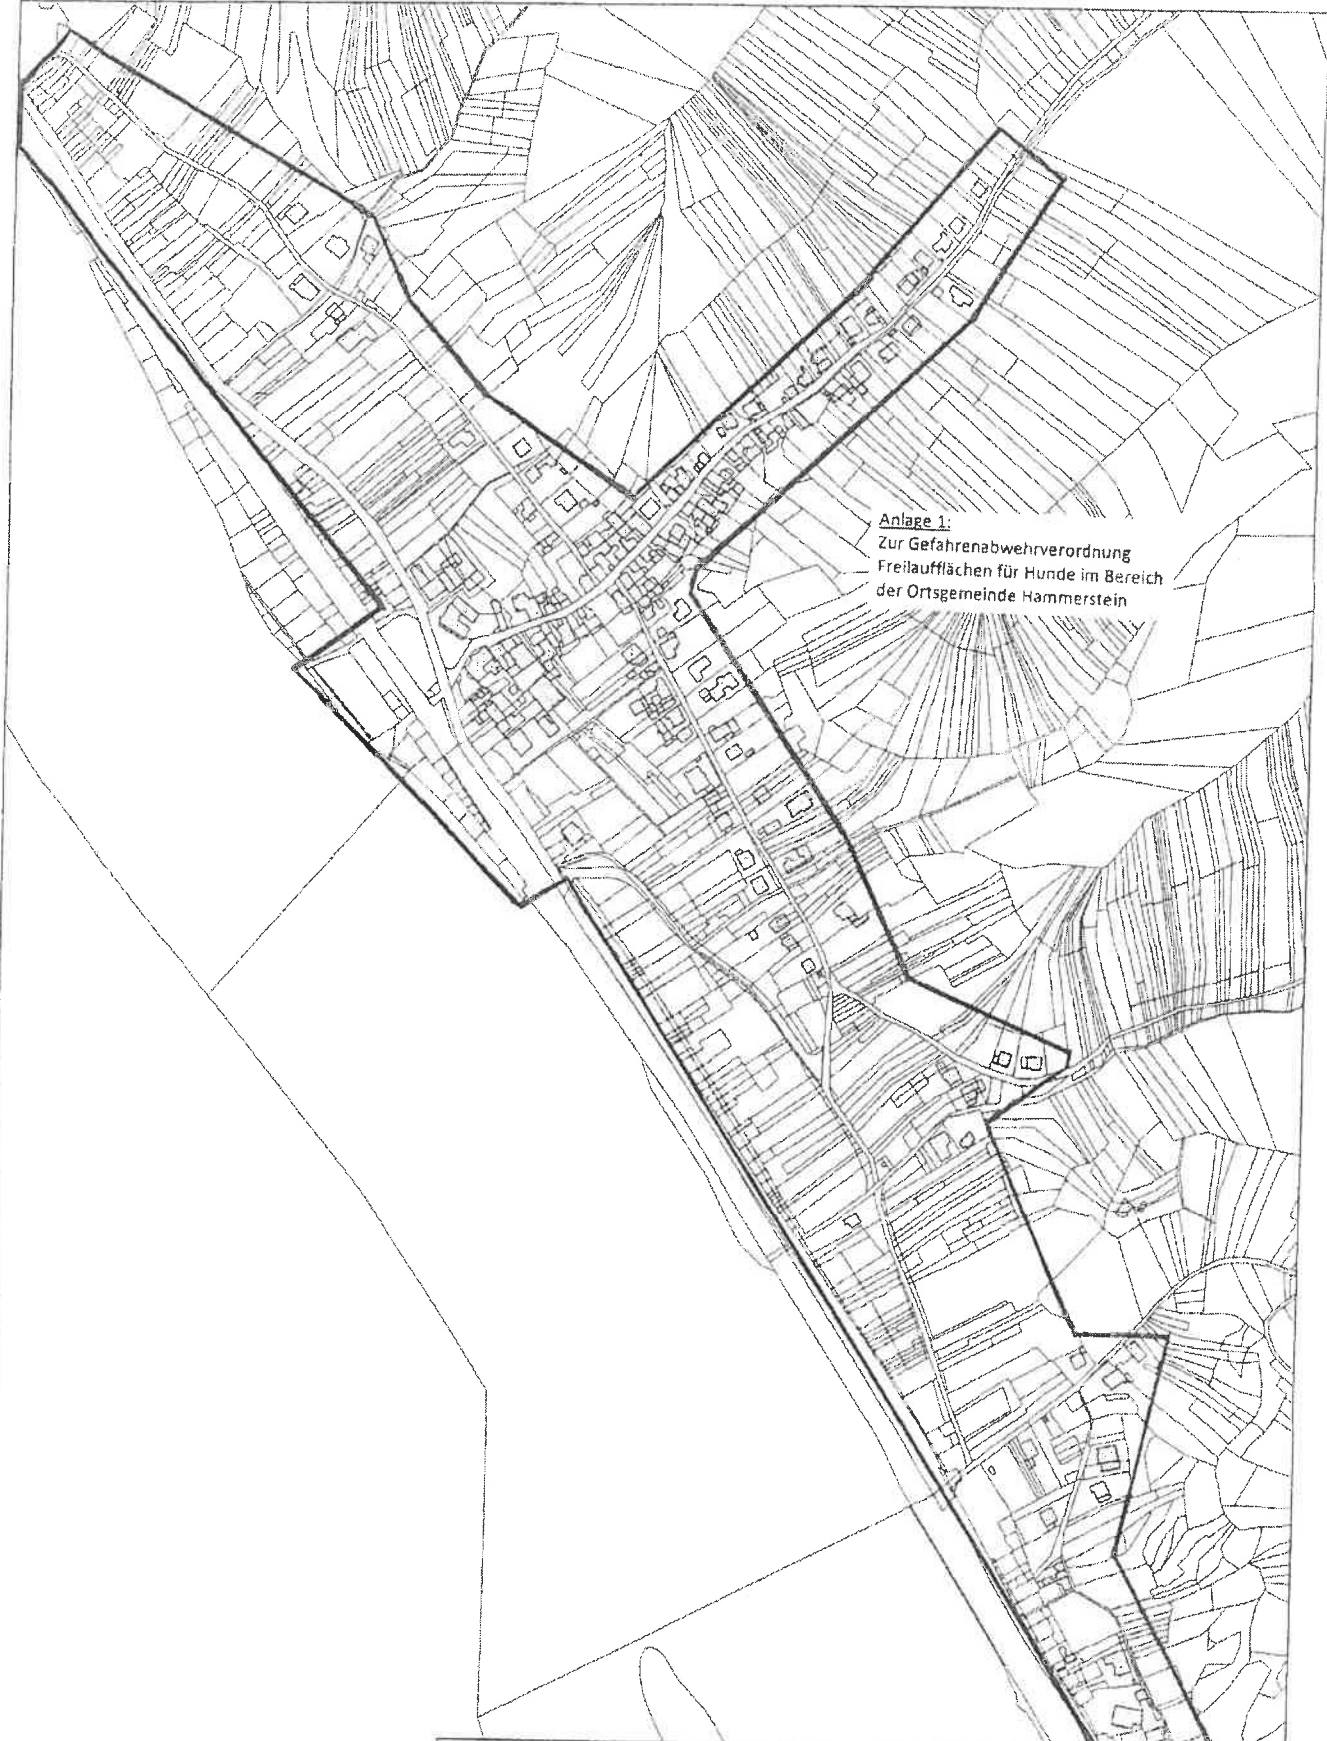 Anlage 1:
Zur Gefahrenabwehrverordnung
Freilaufflächen für Hunde im Bereich
der Ortsgemeinde Hammerstein